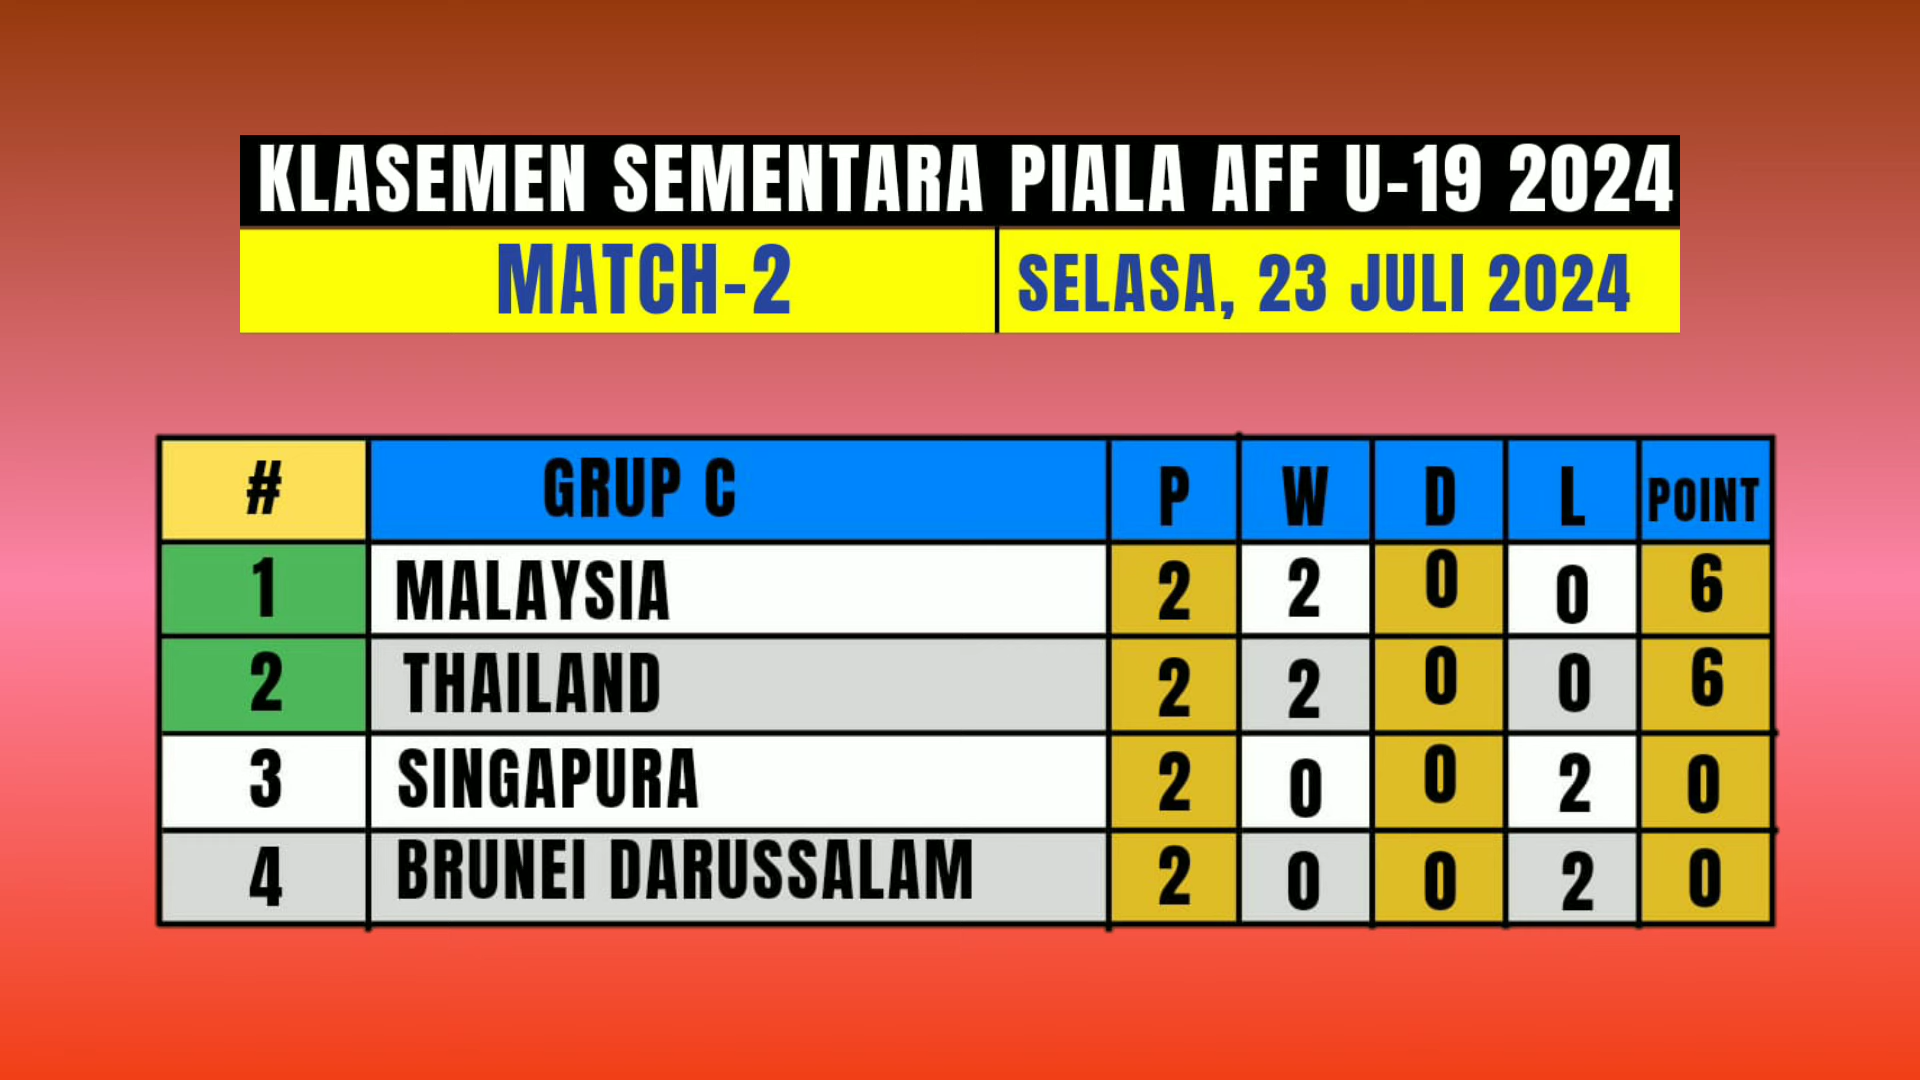 KLASEMEN SEMENTARA PIALA AFF U-19 2024
MATCH-2 SELASA, 23 JULI 2024
# GRUP C P W D L POINT
1 MALAYSIA 2 2 0 0 6
2 THAILAND 2 2 0 0 6
3 SINGAPURA 2 0 0 2 0
4 BRUNEI DARUSSALAM 2 0 0 2 0